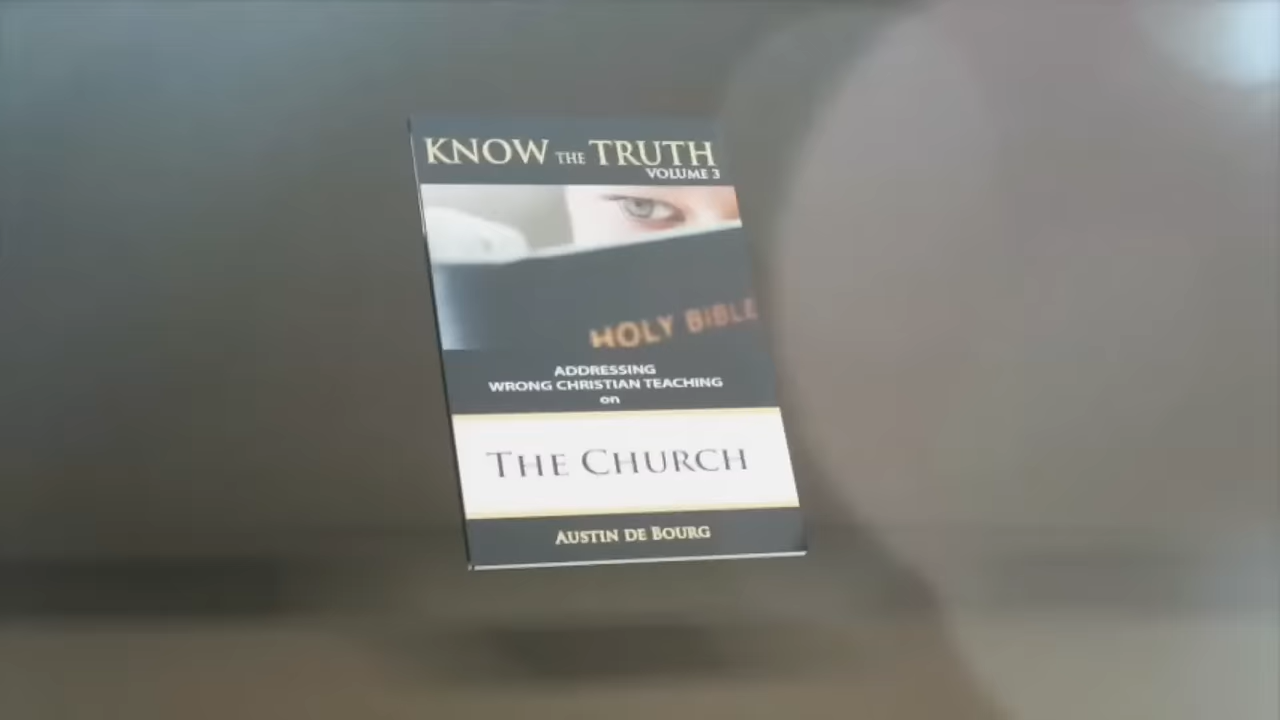 KNOW THE TRUTH
VOLUME 3
HOLY BIBLE
ADDRESSING
WRONG CHRISTIAN TEACHING
on
THE CHURCH
AUSTIN DE BOURG